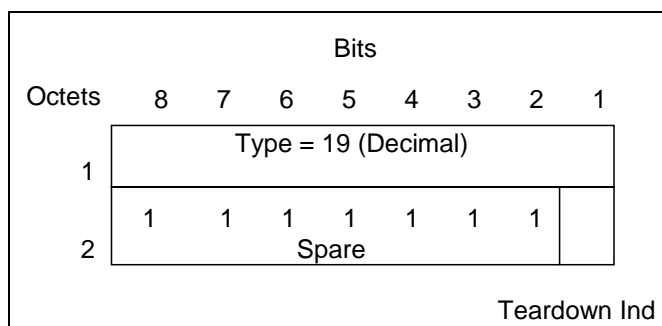 Bits
Octets 8 7 6 5 4 3 2 1
Type = 19 (Decimal)
1
1 1 1 1 1 1 1
2 Spare
Teardown Ind